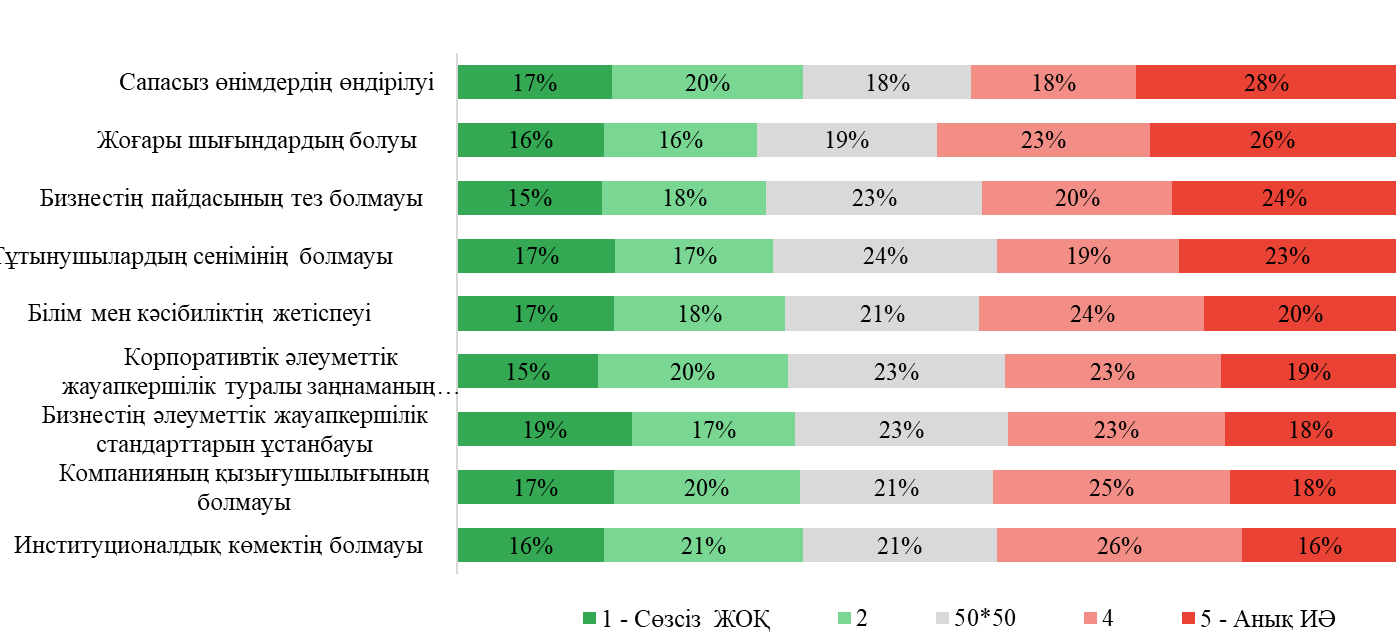 Сапасыз өнімдердің өндірілуі 17% 20% 18% 18% 28%
Жоғары шығындардың болуы 16% 16% 19% 23% 26%
Бизнестің пайдасының тез болмауы 15% 18% 23% 20% 24%
Тұтынушылардың сенімінің болмауы 17% 17% 24% 19% 23%
Білім мен кәсібиліктің жетіспеуі 17% 18% 21% 24% 20%
Корпоративтік әлеуметтік
жауапкершілік туралы заңнаманың… 15% 20% 23% 23% 19%
Бизнестің әлеуметтік жауапкершілік
стандарттарын ұстанбауы 19% 17% 23% 23% 18%
Компанияның қызығушылығының
болмауы 17% 20% 21% 25% 18%
Институционалдық көмектің болмауы 16% 21% 21% 26% 16%
1 - Сөзсіз ЖОҚ 2 50*50 4 5 - Анық ИӘ